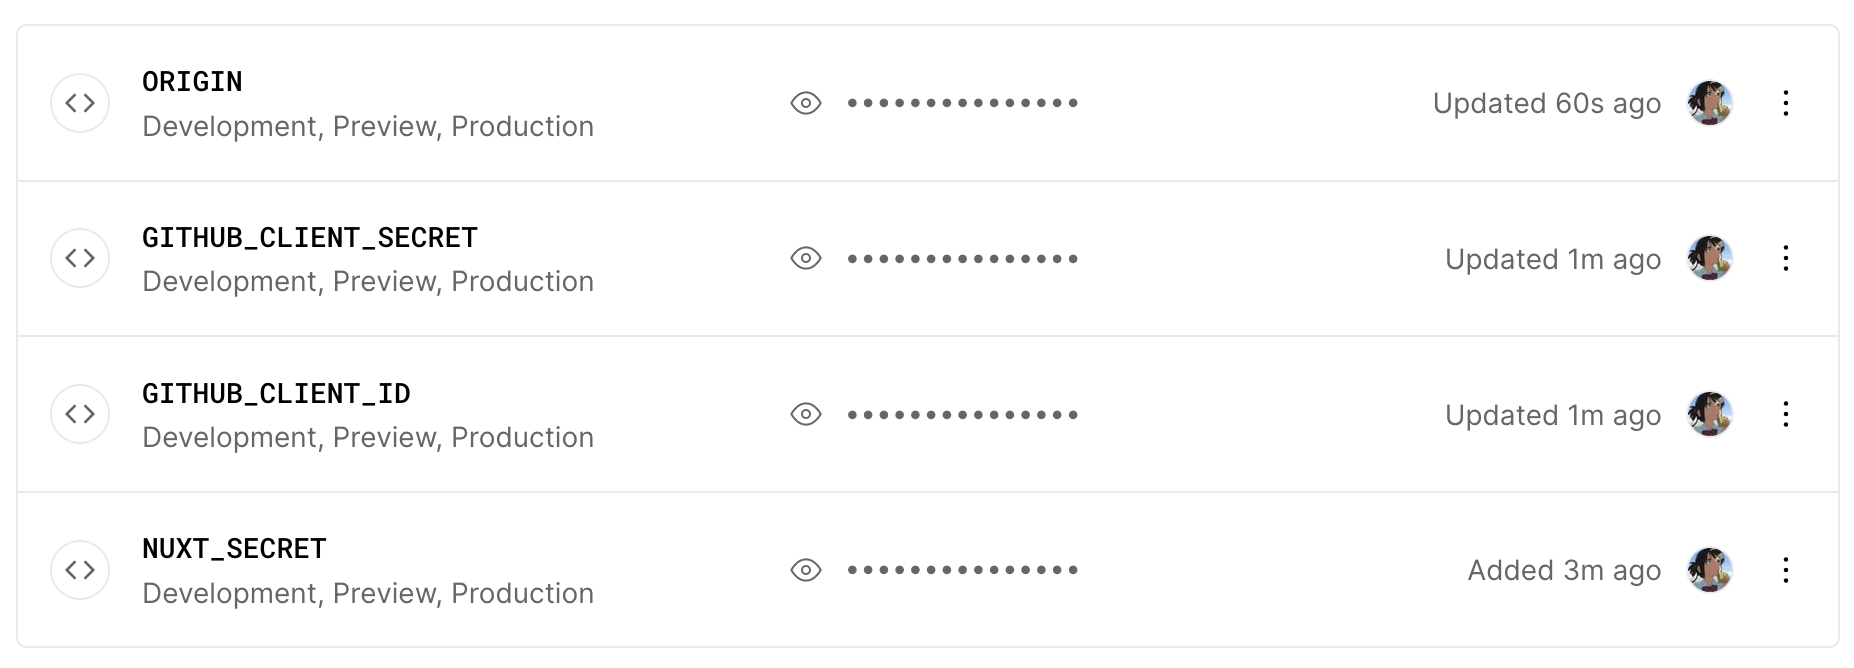 ORIGIN
Development, Preview, Production
•••••••••••••••
Updated 60s ago
GITHUB_CLIENT_SECRET
Development, Preview, Production
•••••••••••••••
Updated 1m ago
GITHUB_CLIENT_ID
Development, Preview, Production
•••••••••••••••
Updated 1m ago
NUXT_SECRET
Development, Preview, Production
•••••••••••••••
Added 3m ago